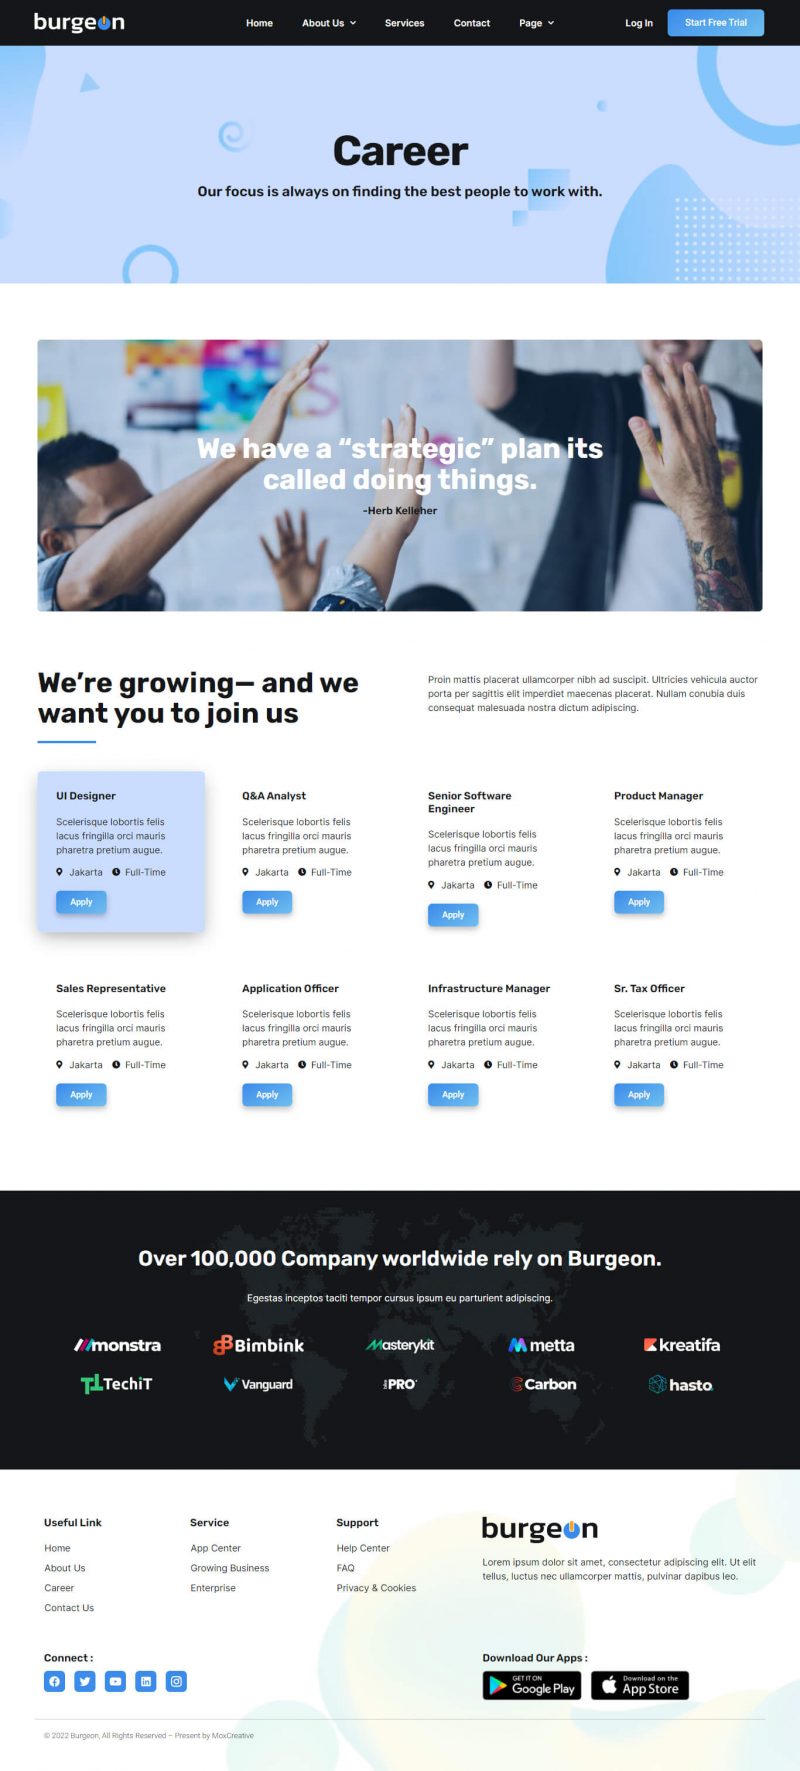 burgeon
Home About Us Services Contact Page Log In Start Free Trial
Career
Our focus is always on finding the best people to work with.
We have a “strategic” plan its
called doing things.
-Herb Kelleher
We’re growing— and we
want you to join us
Proin mattis placerat ullamcorper nibh ad suscipit. Ultricies vehicula auctor
porta per sagittis elit imperdiet maecenas placerat. Nullam conubia duis
consequat malesuada nostra dictum adipiscing.
UI Designer
Scelerisque lobortis felis
lacus fringilla orci mauris
pharetra pretium augue.
Jakarta Full-Time
Apply
Q&A Analyst
Scelerisque lobortis felis
lacus fringilla orci mauris
pharetra pretium augue.
Jakarta Full-Time
Apply
Senior Software
Engineer
Scelerisque lobortis felis
lacus fringilla orci mauris
pharetra pretium augue.
Jakarta Full-Time
Apply
Product Manager
Scelerisque lobortis felis
lacus fringilla orci mauris
pharetra pretium augue.
Jakarta Full-Time
Apply
Sales Representative
Scelerisque lobortis felis
lacus fringilla orci mauris
pharetra pretium augue.
Jakarta Full-Time
Apply
Application Officer
Scelerisque lobortis felis
lacus fringilla orci mauris
pharetra pretium augue.
Jakarta Full-Time
Apply
Infrastructure Manager
Scelerisque lobortis felis
lacus fringilla orci mauris
pharetra pretium augue.
Jakarta Full-Time
Apply
Sr. Tax Officer
Scelerisque lobortis felis
lacus fringilla orci mauris
pharetra pretium augue.
Jakarta Full-Time
Apply
Over 100,000 Company worldwide rely on Burgeon.
Egestas inceptos taciti tempor cursus ipsum eu parturient adipiscing.
monstra Bimbink Masterykit metta kreatifa
TechiT Vanguard PRO Carbon hasto
Useful Link
Home
About Us
Career
Contact Us
Service
App Center
Growing Business
Enterprise
Support
Help Center
FAQ
Privacy & Cookies
burgeon
Lorem ipsum dolor sit amet, consectetur adipiscing elit. Ut elit
tellus, luctus nec ullamcorper mattis, pulvinar dapibus leo.
Connect :
Download Our Apps :
GET IT ON
Google Play
Download on the
App Store
© 2022 Burgeon, All Rights Reserved – Present by MoxCreative